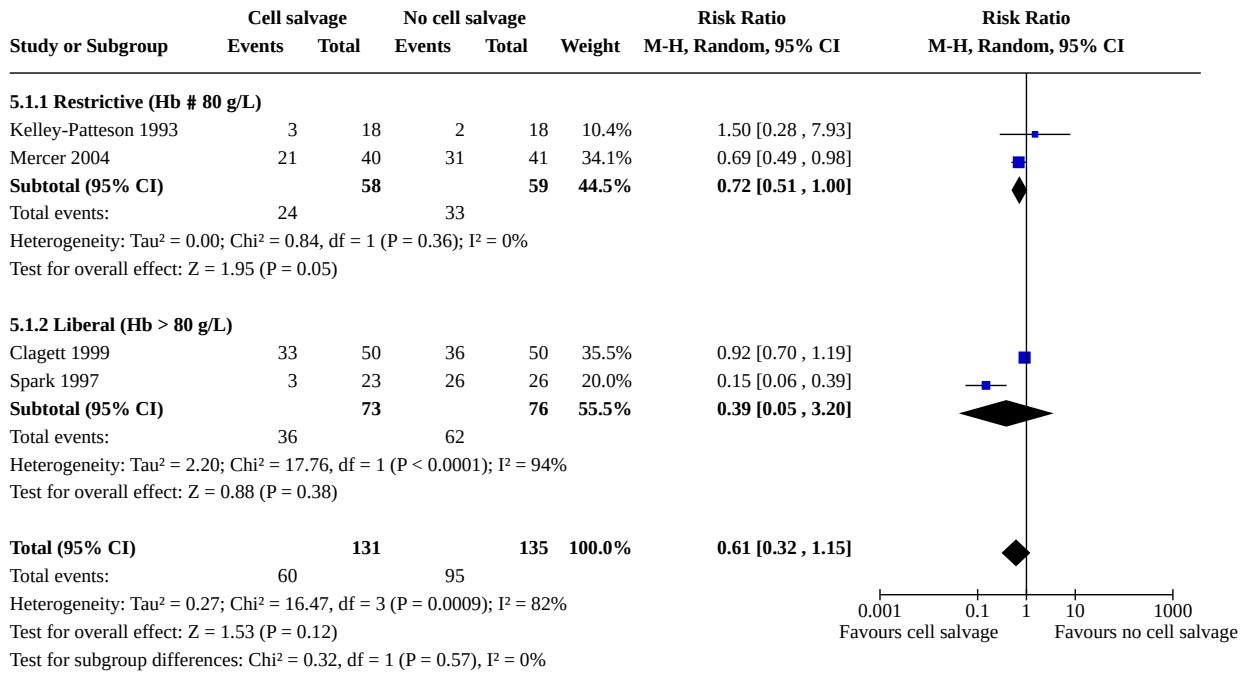 Cell salvage No cell salvage Risk Ratio Risk Ratio
Study or Subgroup Events Total Events Total Weight M-H, Random, 95% CI M-H, Random, 95% CI
5.1.1 Restrictive (Hb # 80 g/L)
Kelley-Patteson 1993 3 18 2 18 10.4% 1.50 [0.28 , 7.93]
Mercer 2004 21 40 31 41 34.1% 0.69 [0.49 , 0.98]
Subtotal (95% CI) 58 59 44.5% 0.72 [0.51 , 1.00]
Total events: 24 33
Heterogeneity: Tau² = 0.00; Chi² = 0.84, df = 1 (P = 0.36); I² = 0%
Test for overall effect: Z = 1.95 (P = 0.05)
5.1.2 Liberal (Hb > 80 g/L)
Clagett 1999 33 50 36 50 35.5% 0.92 [0.70 , 1.19]
Spark 1997 3 23 26 26 20.0% 0.15 [0.06 , 0.39]
Subtotal (95% CI) 73 76 55.5% 0.39 [0.05 , 3.20]
Total events: 36 62
Heterogeneity: Tau² = 2.20; Chi² = 17.76, df = 1 (P < 0.0001); I² = 94%
Test for overall effect: Z = 0.88 (P = 0.38)
Total (95% CI) 131 135 100.0% 0.61 [0.32 , 1.15]
Total events: 60 95
Heterogeneity: Tau² = 0.27; Chi² = 16.47, df = 3 (P = 0.0009); I² = 82%
0.001 0.1 1 10 1000
Test for overall effect: Z = 1.53 (P = 0.12) Favours cell salvage Favours no cell salvage
Test for subgroup differences: Chi² = 0.32, df = 1 (P = 0.57), I² = 0%